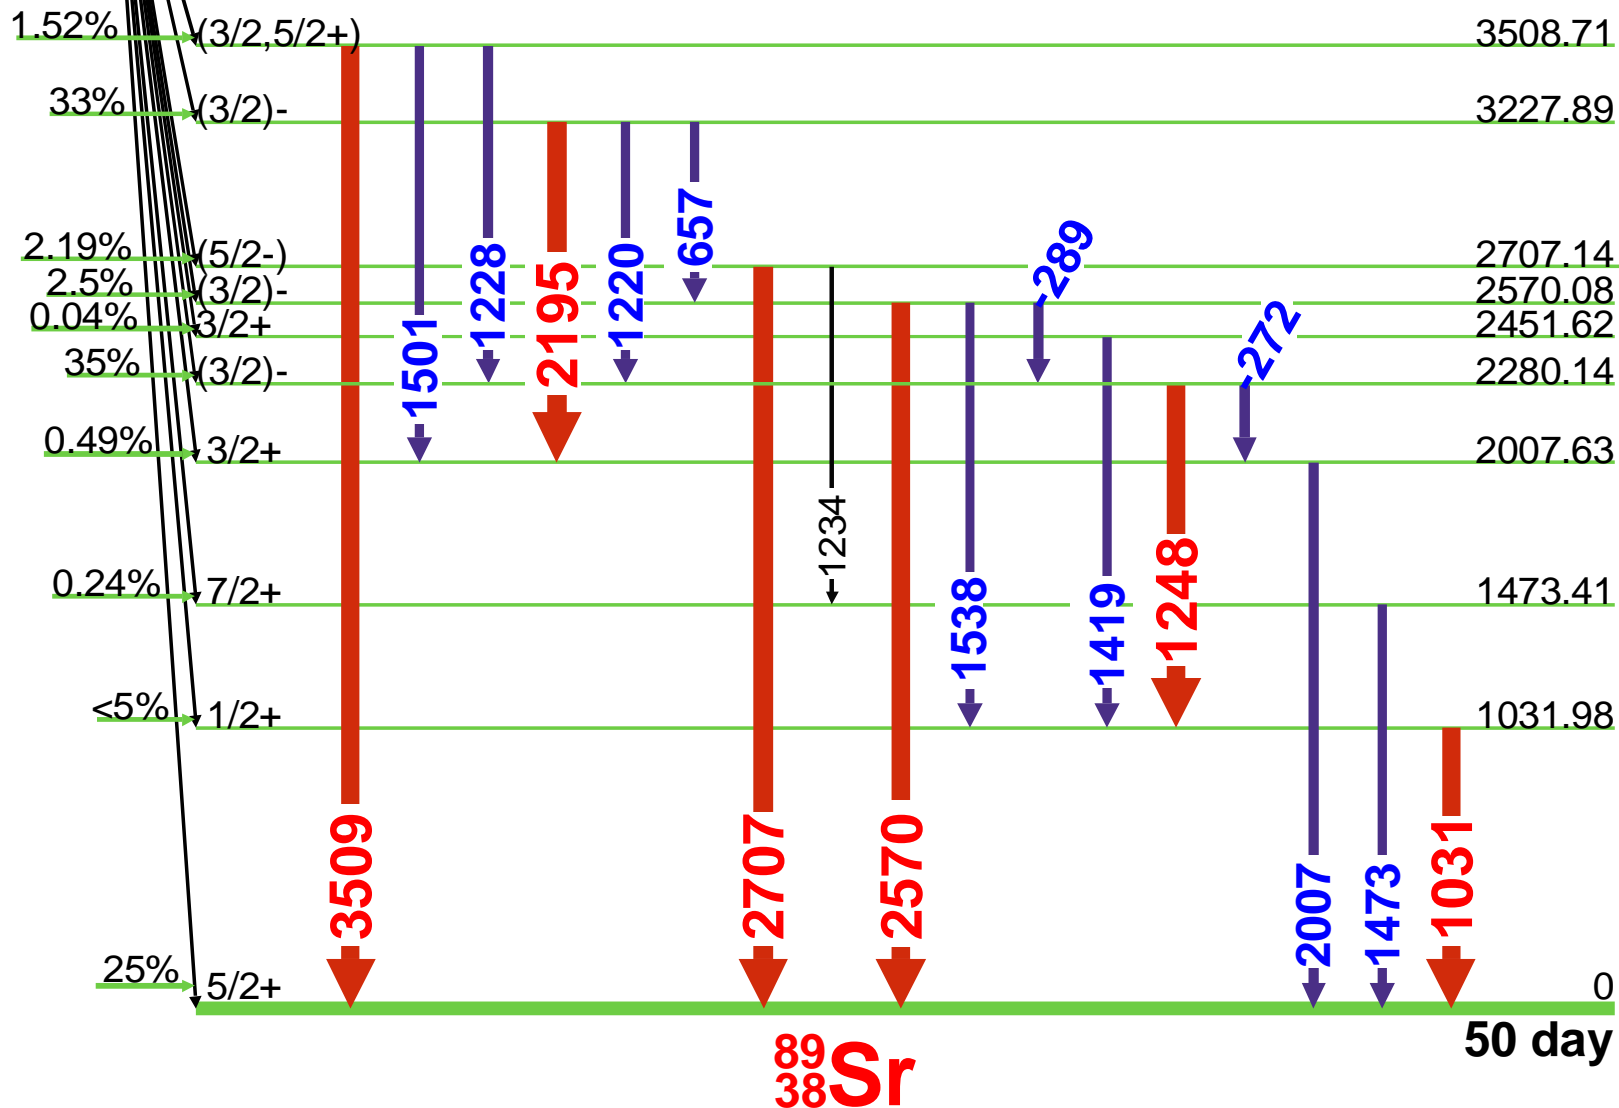 1.52% (3/2,5/2+) 3508.71
33% (3/2)- 3227.89
2.19% (5/2-) 2707.14
2.5% (3/2)- 2570.08
0.04% 3/2+ 2451.62
35% (3/2)- 2280.14
0.49% 3/2+ 2007.63
0.24% 7/2+ 1473.41
<5% 1/2+ 1031.98
25% 5/2+ 0
3509
1501
1228
2195
1220
657
2707
1234
2570
1538
289
1419
1248
272
2007
1473
1031
50 day
89
38
Sr